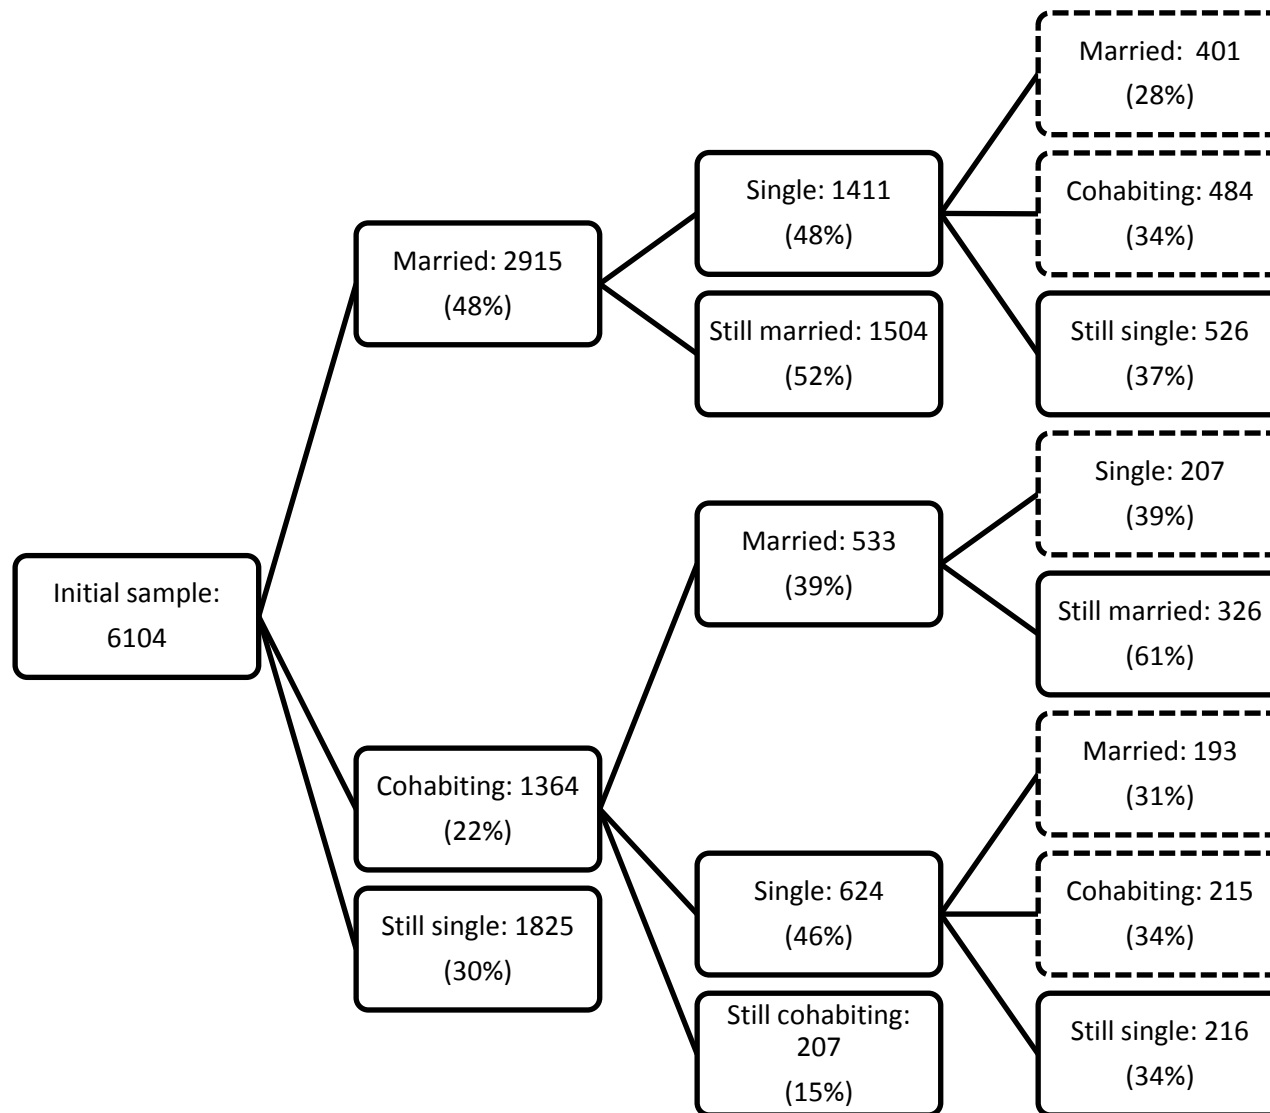 Initial sample:
6104
Married: 2915
(48%)
Cohabiting: 1364
(22%)
Still single: 1825
(30%)
Single: 1411
(48%)
Still married: 1504
(52%)
Married: 533
(39%)
Single: 624
(46%)
Still cohabiting:
207
(15%)
Married:  401
(28%)
Cohabiting: 484
(34%)
Still single: 526
(37%)
Single: 207
(39%)
Still married: 326
(61%)
Married: 193
(31%)
Cohabiting: 215
(34%)
Still single: 216
(34%)